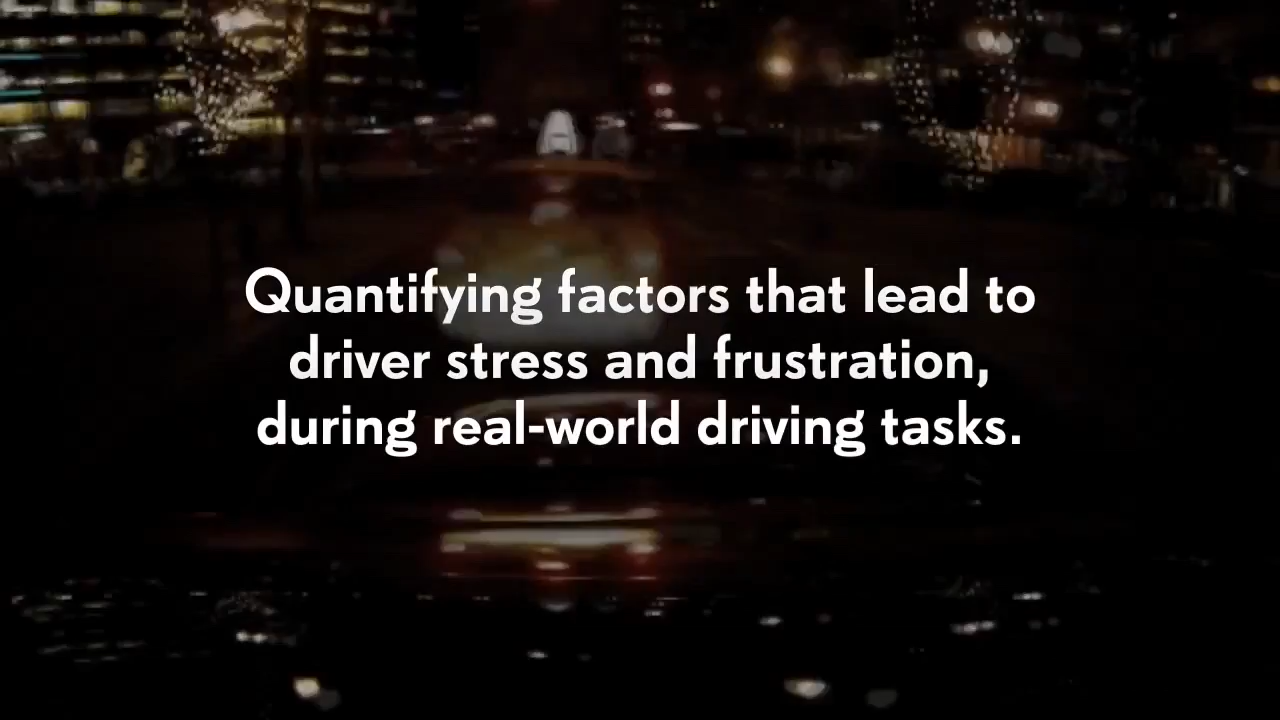 Quantifying factors that lead to
driver stress and frustration,
during real-world driving tasks.